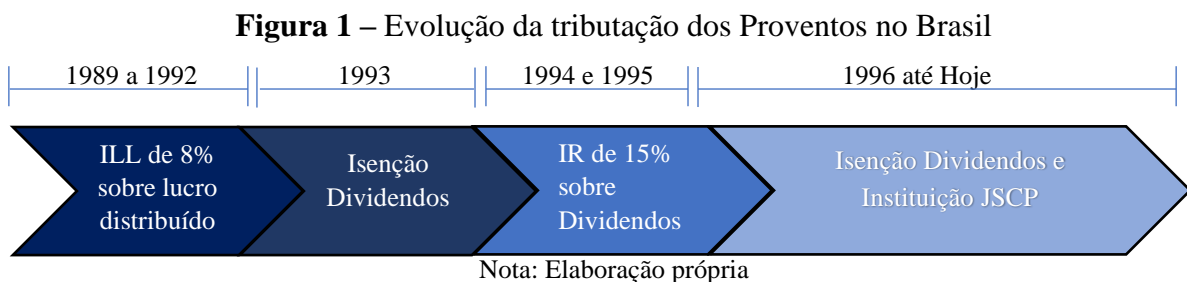 Figura 1 – Evolução da tributação dos Proventos no Brasil
1989 a 1992
1993
1994 e 1995
1996 até Hoje
ILL de 8%
sobre lucro
distribuído
Isenção
Dividendos
IR de 15%
sobre
Dividendos
Isenção Dividendos e
Instituição JSCP
Nota: Elaboração própria